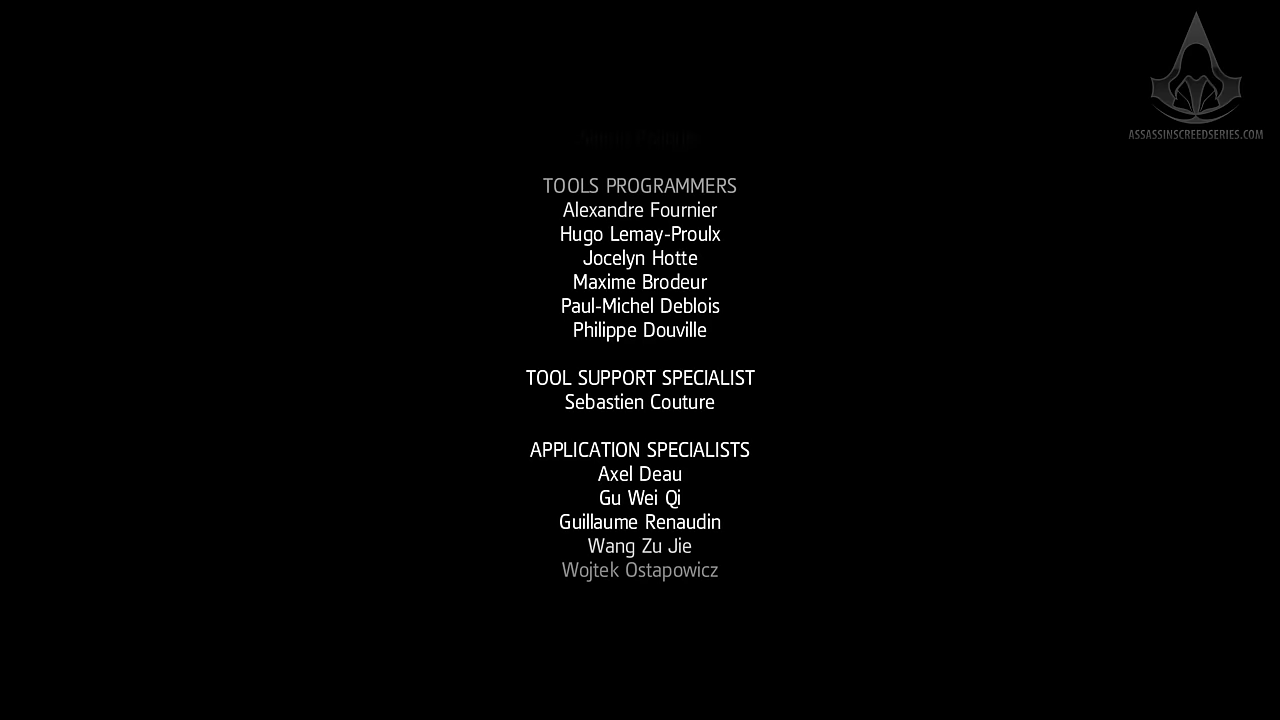 ASSASSINSCREEDSERIES.COM
TOOLS PROGRAMMERS
Alexandre Fournier
Hugo Lemay-Proulx
Jocelyn Hotte
Maxime Brodeur
Paul-Michel Deblois
Philippe Douville
TOOL SUPPORT SPECIALIST
Sebastien Couture
APPLICATION SPECIALISTS
Axel Deau
Gu Wei Qi
Guillaume Renaudin
Wang Zu Jie
Wojtek Ostapowicz